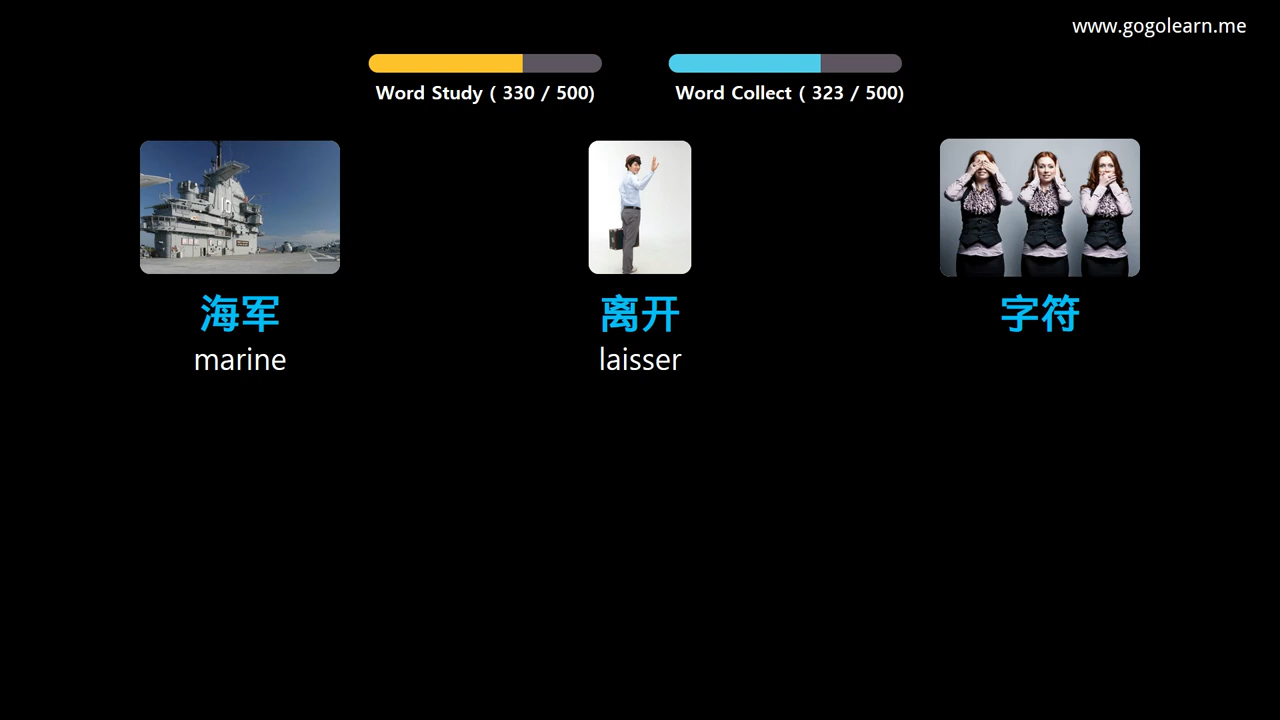 www.gogolearn.me
Word Study ( 330 / 500)
Word Collect ( 323 / 500)
海军
离开
字符
marine
laisser